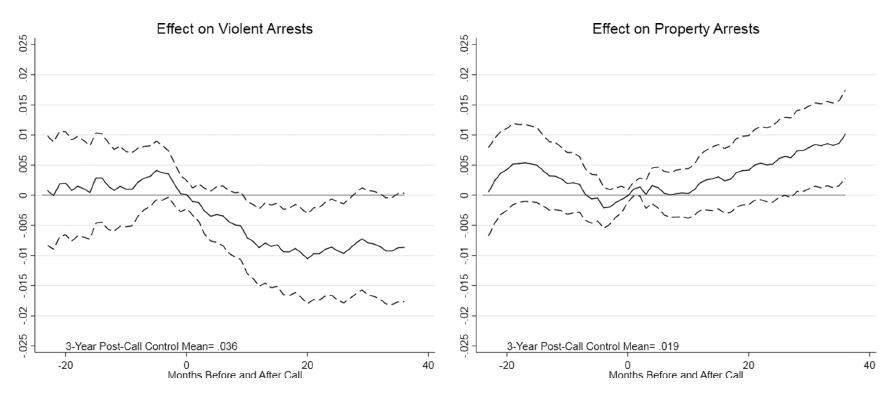 Effect on Violent Arrests
.025
.02
.015
.01
.005
0
-.005
-.01
-.015
-.02
-.025
3-Year Post-Call Control Mean= .036
-20 0 20 40
Months Before and After Call
Effect on Property Arrests
.025
.02
.015
.01
.005
0
-.005
-.01
-.015
-.02
-.025
3-Year Post-Call Control Mean= .019
-20 0 20 40
Months Before and After Call